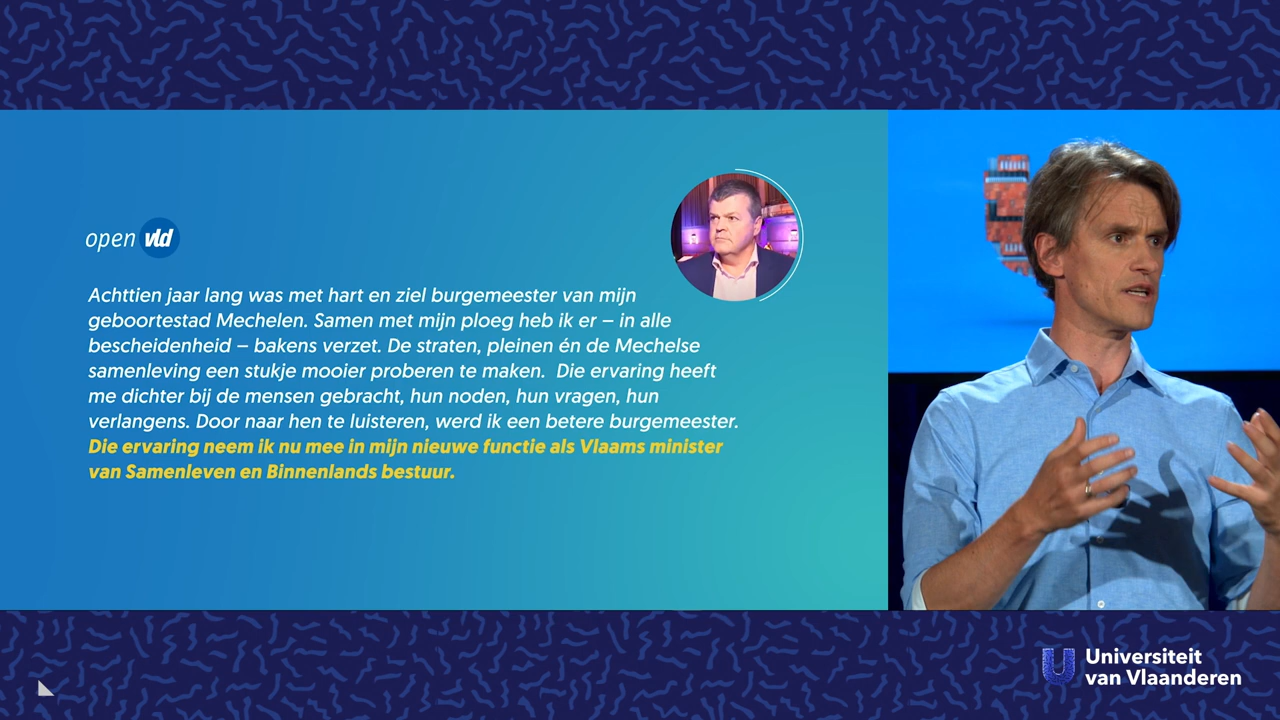 open vld
Achttien jaar lang was met hart en ziel burgemeester van mijn
geboortestad Mechelen. Samen met mijn ploeg heb ik er – in alle
bescheidenheid – bakens verzet. De straten, pleinen én de Mechelse
samenleving een stukje mooier proberen te maken.  Die ervaring heeft
me dichter bij de mensen gebracht, hun noden, hun vragen, hun
verlangens. Door naar hen te luisteren, werd ik een betere burgemeester.
Die ervaring neem ik nu mee in mijn nieuwe functie als Vlaams minister
van Samenleven en Binnenlands bestuur.
Universiteit
van Vlaanderen